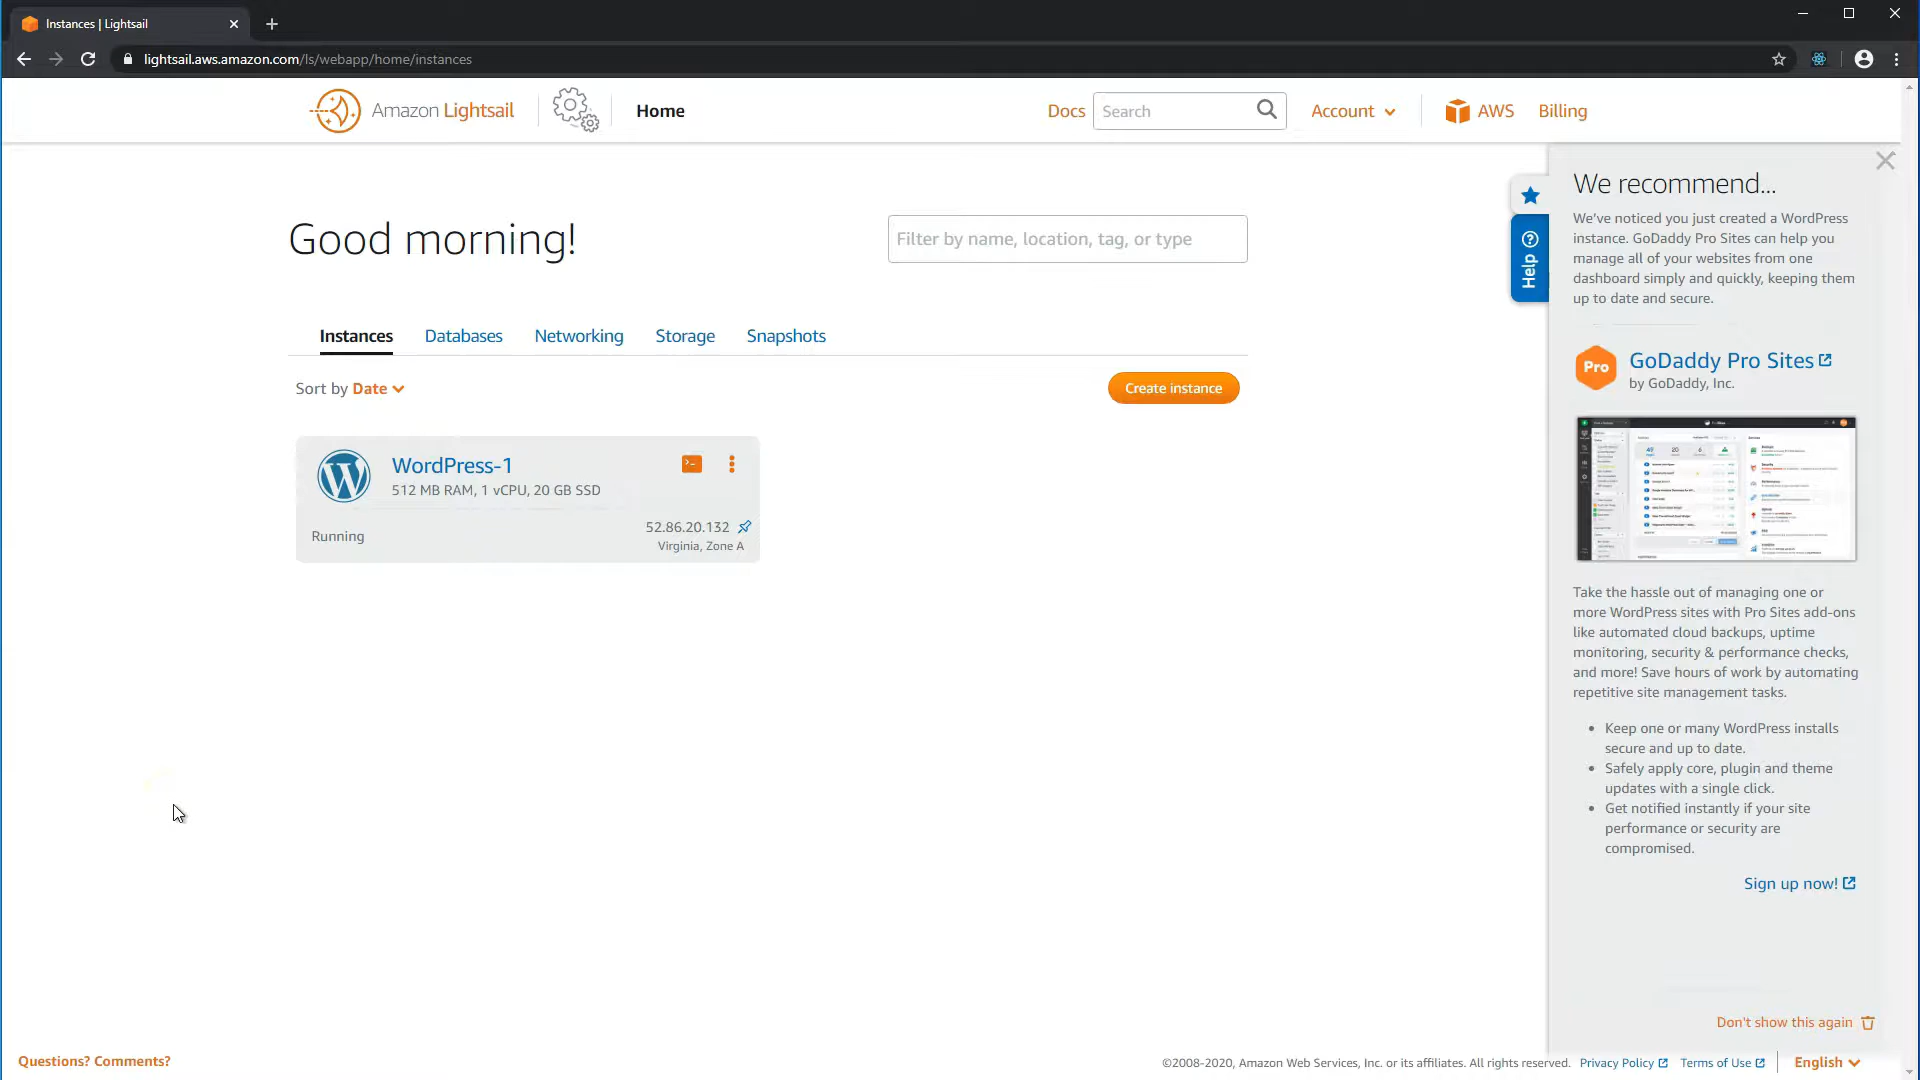 Instances | Lightsail
lightsail.aws.amazon.com/ls/webapp/home/instances
Amazon Lightsail
Home
Docs
Search
Account
AWS
Billing
Good morning!
Filter by name, location, tag, or type
Instances
Databases
Networking
Storage
Snapshots
Sort by Date
Create instance
WordPress-1
512 MB RAM, 1 vCPU, 20 GB SSD
Running
52.86.20.132
Virginia, Zone A
Help
We recommend...
We've noticed you just created a WordPress
instance. GoDaddy Pro Sites can help you
manage all of your websites from one
dashboard simply and quickly, keeping them
up to date and secure.
Pro
GoDaddy Pro Sites
by GoDaddy, Inc.
Take the hassle out of managing one or
more WordPress sites with Pro Sites add-ons
like automated cloud backups, uptime
monitoring, security & performance checks,
and more! Save hours of work by automating
repetitive site management tasks.
Keep one or many WordPress installs
secure and up to date.
Safely apply core, plugin and theme
updates with a single click.
Get notified instantly if your site
performance or security are
compromised.
Sign up now!
Don't show this again
Questions? Comments?
©2008-2020, Amazon Web Services, Inc. or its affiliates. All rights reserved.
Privacy Policy
Terms of Use
English